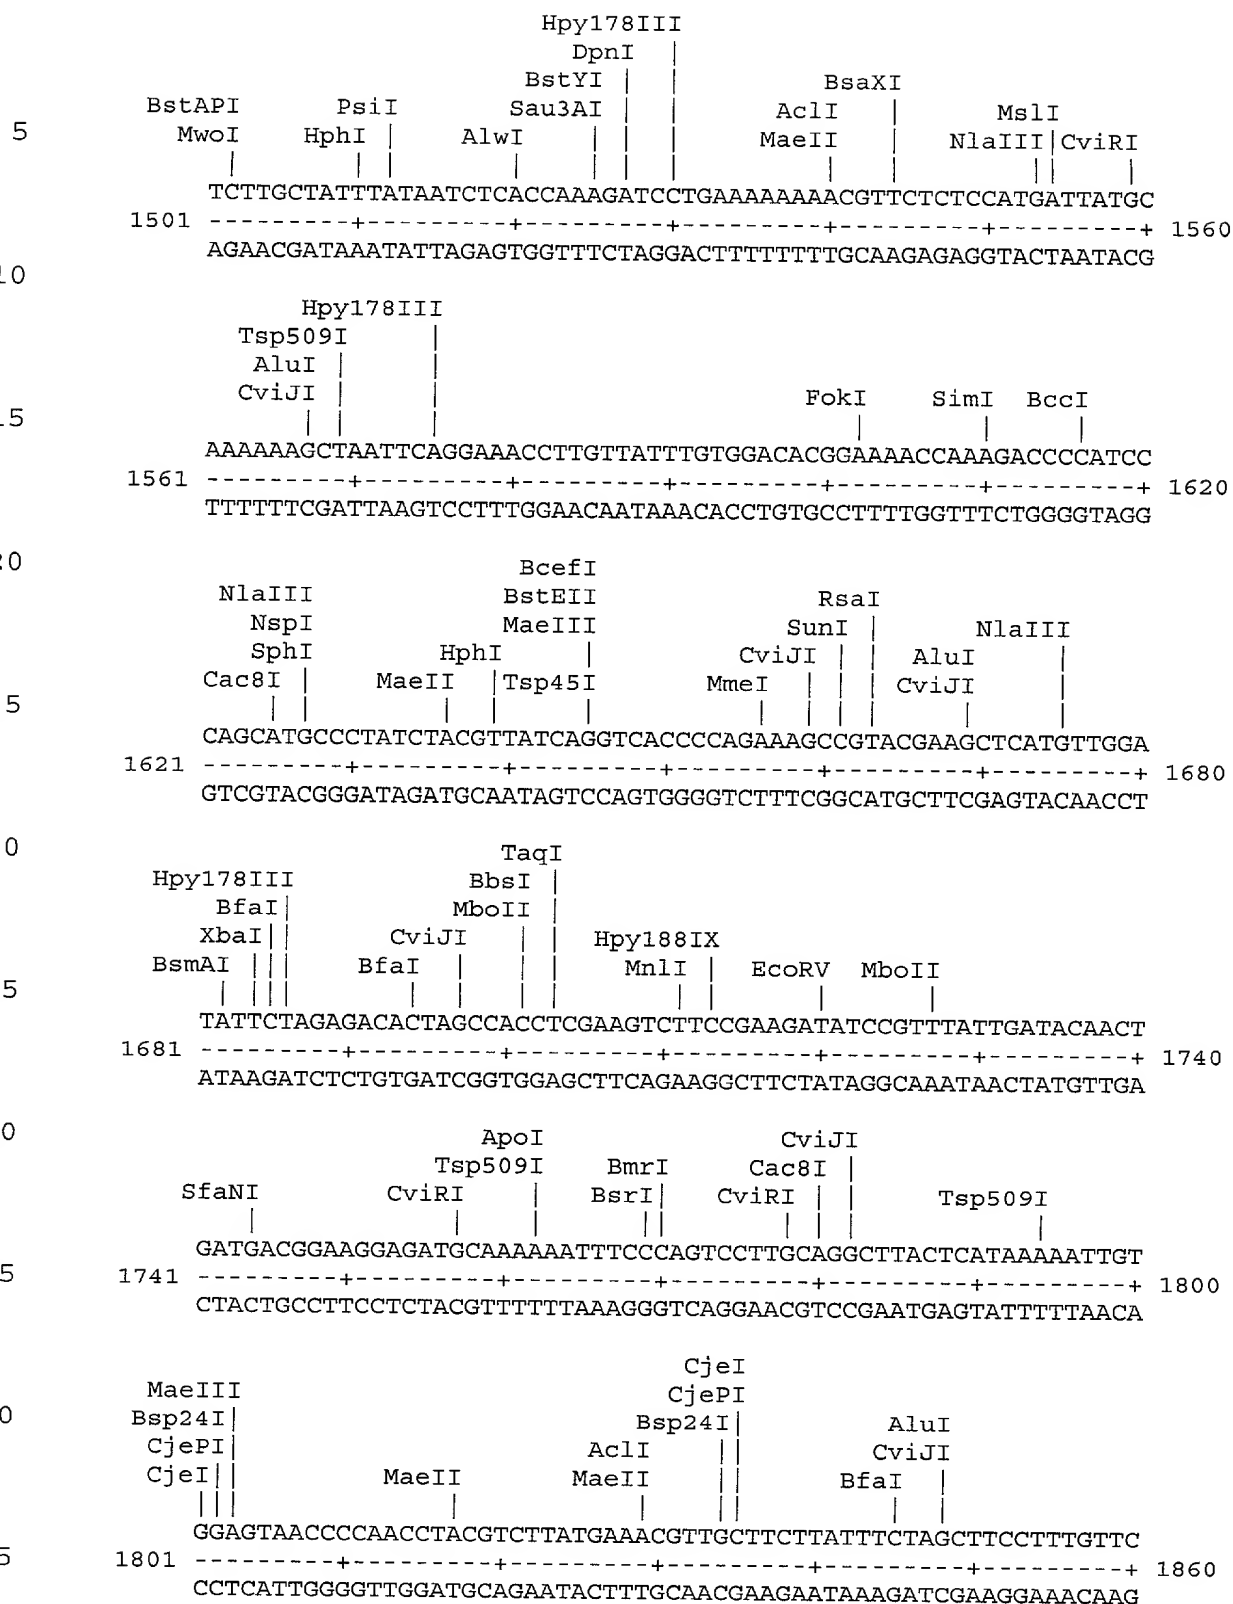 Hpy178III
DpnI |
BstYI | | BsaXI
BstAPI PsiI Sau3AI | | AclI | MslI
5 MwoI HphI | AlwI | | | MaeII | NlaIII|CviRI
TCTTGCTATTTATAATCTCACCAAAGATCCTGAAAAAAAACGTTCTCTCCATGATTATGC
1501 ---------+---------+---------+---------+---------+---------+ 1560
AGAACGATAAATATTAGAGTGGTTTCTAGGACTTTTTTTTGCAAGAGAGGTACTAATACG
10
Hpy178III
Tsp509I |
AluI | |
CviJI | | FokI SimI BccI
15
AAAAAAGCTAATTCAGGAAACCTTGTTATTTGTGGACACGGAAAACCAAAGACCCCATCC
1561 ---------+---------+---------+---------+---------+---------+ 1620
TTTTTTCGATTAAGTCCTTTGGAACAATAAACACCTGTGCCTTTTGGTTTCTGGGGTAGG
:0
BcefI
NlaIII BstEII RsaI
NspI MaeIII SunI | NlaIII
SphI HphI | CviJI | | AluI |
Cac8I | MaeII |Tsp45I MmeI | | | CviJI |
5
CAGCATGCCCTATCTACGTTATCAGGTCACCCCAGAAAGCCGTACGAAGCTCATGTTGGA
1621 ---------+---------+---------+---------+---------+---------+ 1680
GTCGTACGGGATAGATGCAATAGTCCAGTGGGGTCTTTCGGCATGCTTCGAGTACAACCT
0
TaqI
Hpy178III BbsI |
BfaI| MboII |
XbaI|| CviJI | | Hpy188IX
BsmAI ||| BfaI | | | MnlI | EcoRV MboII
5
TATTCTAGAGACACTAGCCACCTCGAAGTCTTCCGAAGATATCCGTTTATTGATACAACT
1681 ---------+---------+---------+---------+---------+---------+ 1740
ATAAGATCTCTGTGATCGGTGGAGCTTCAGAAGGCTTCTATAGGCAAATAACTATGTTGA
0
ApoI CviJI
Tsp509I BmrI Cac8I |
SfaNI CviRI | BsrI| CviRI | | Tsp509I
GATGACGGAAGGAGATGCAAAAAATTTCCCAGTCCTTGCAGGCTTACTCATAAAAATTGT
5 1741 ---------+---------+---------+---------+---------+---------+ 1800
CTACTGCCTTCCTCTACGTTTTTTAAAGGGTCAGGAACGTCCGAATGAGTATTTTTAACA
CjeI
MaeIII CjePI
0 Bsp24I| Bsp24I| AluI
CjePI| AclI || CviJI
CjeI|| MaeII MaeII || BfaI |
GGAGTAACCCCAACCTACGTCTTATGAAACGTTGCTTCTTATTTCTAGCTTCCTTTGTTC
5 1801 ---------+---------+---------+---------+---------+---------+ 1860
CCTCATTGGGGTTGGATGCAGAATACTTTGCAACGAAGAATAAAGATCGAAGGAAACAAG